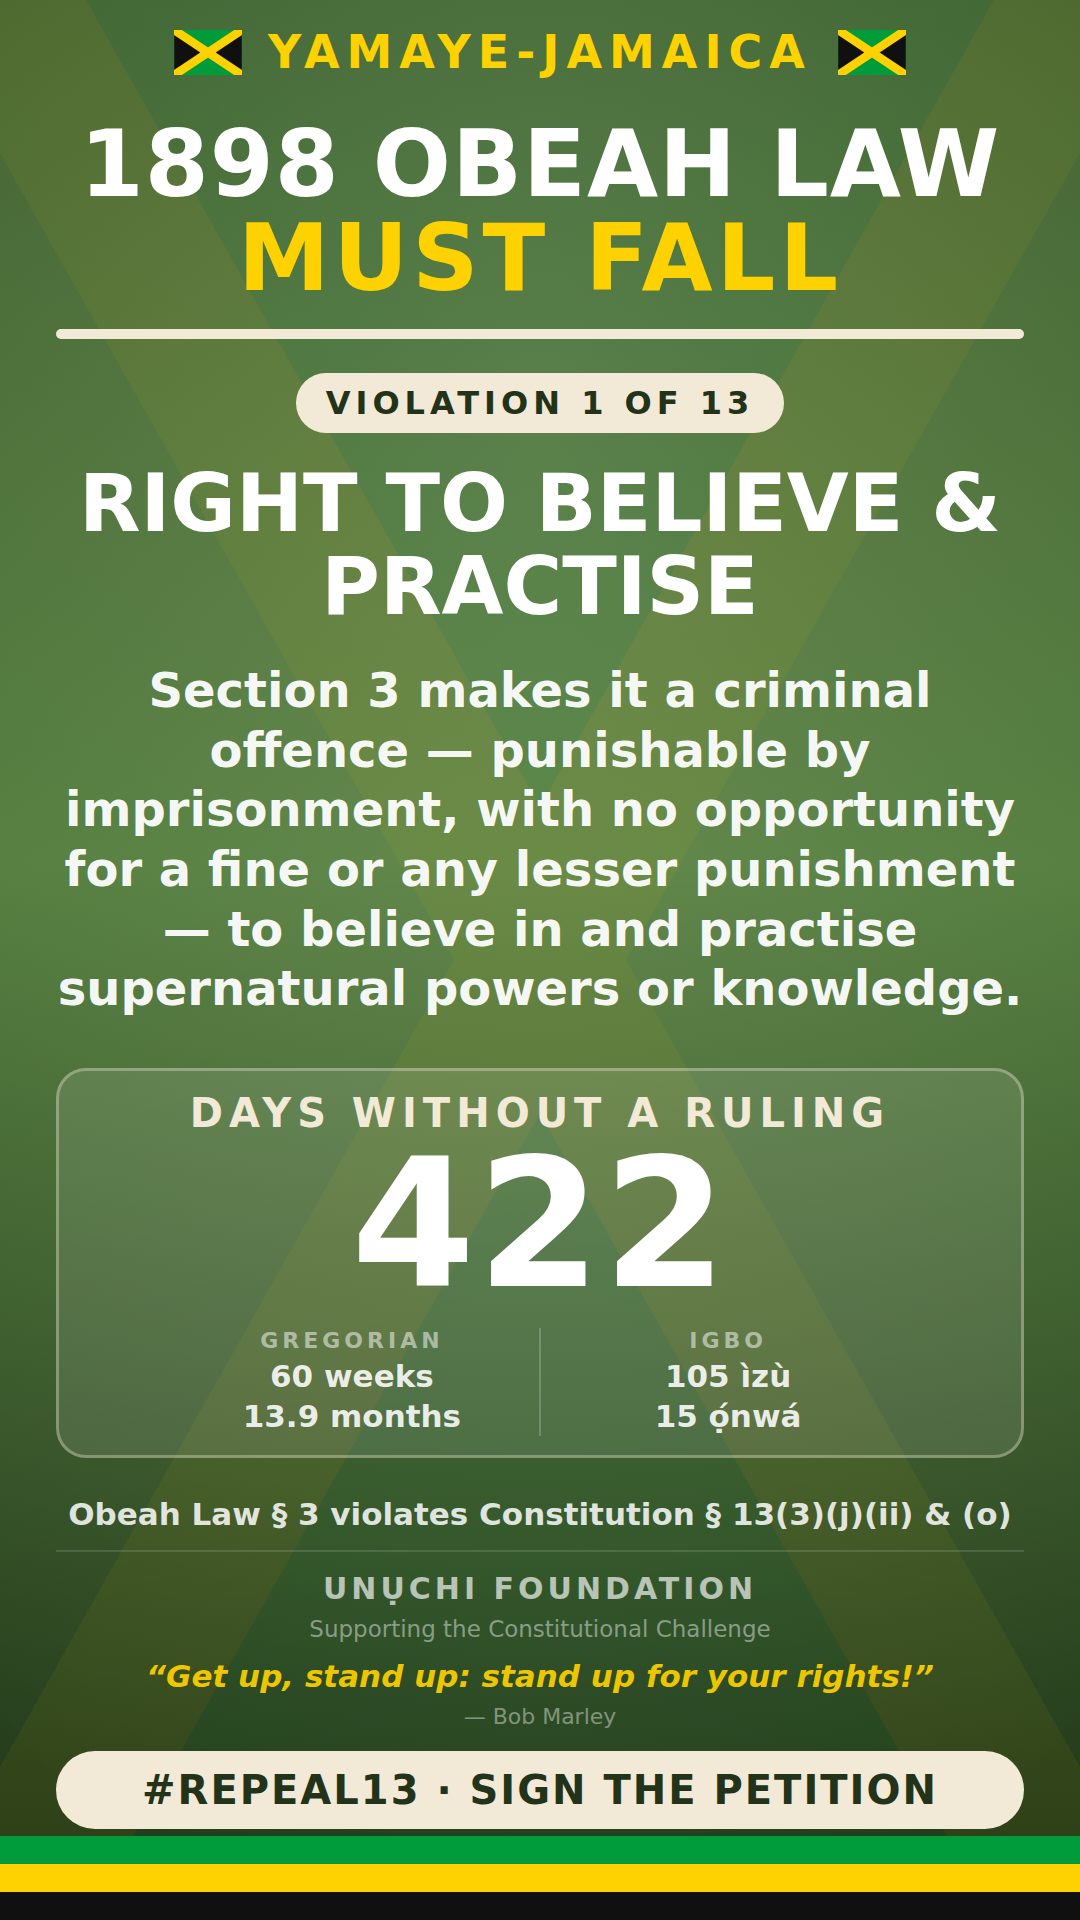 YAMAYE-JAMAICA
1898 OBEAH LAW
MUST FALL
VIOLATION 1 OF 13
RIGHT TO BELIEVE &
PRACTISE
Section 3 makes it a criminal
offence — punishable by
imprisonment, with no opportunity
for a fine or any lesser punishment
— to believe in and practise
supernatural powers or knowledge.
DAYS WITHOUT A RULING
422
GREGORIAN
60 weeks
13.9 months
IGBO
105 ìzù
15 ọ́nwá
Obeah Law § 3 violates Constitution § 13(3)(j)(ii) & (o)
UNỤCHI FOUNDATION
Supporting the Constitutional Challenge
“Get up, stand up: stand up for your rights!”
— Bob Marley
#REPEAL13 · SIGN THE PETITION